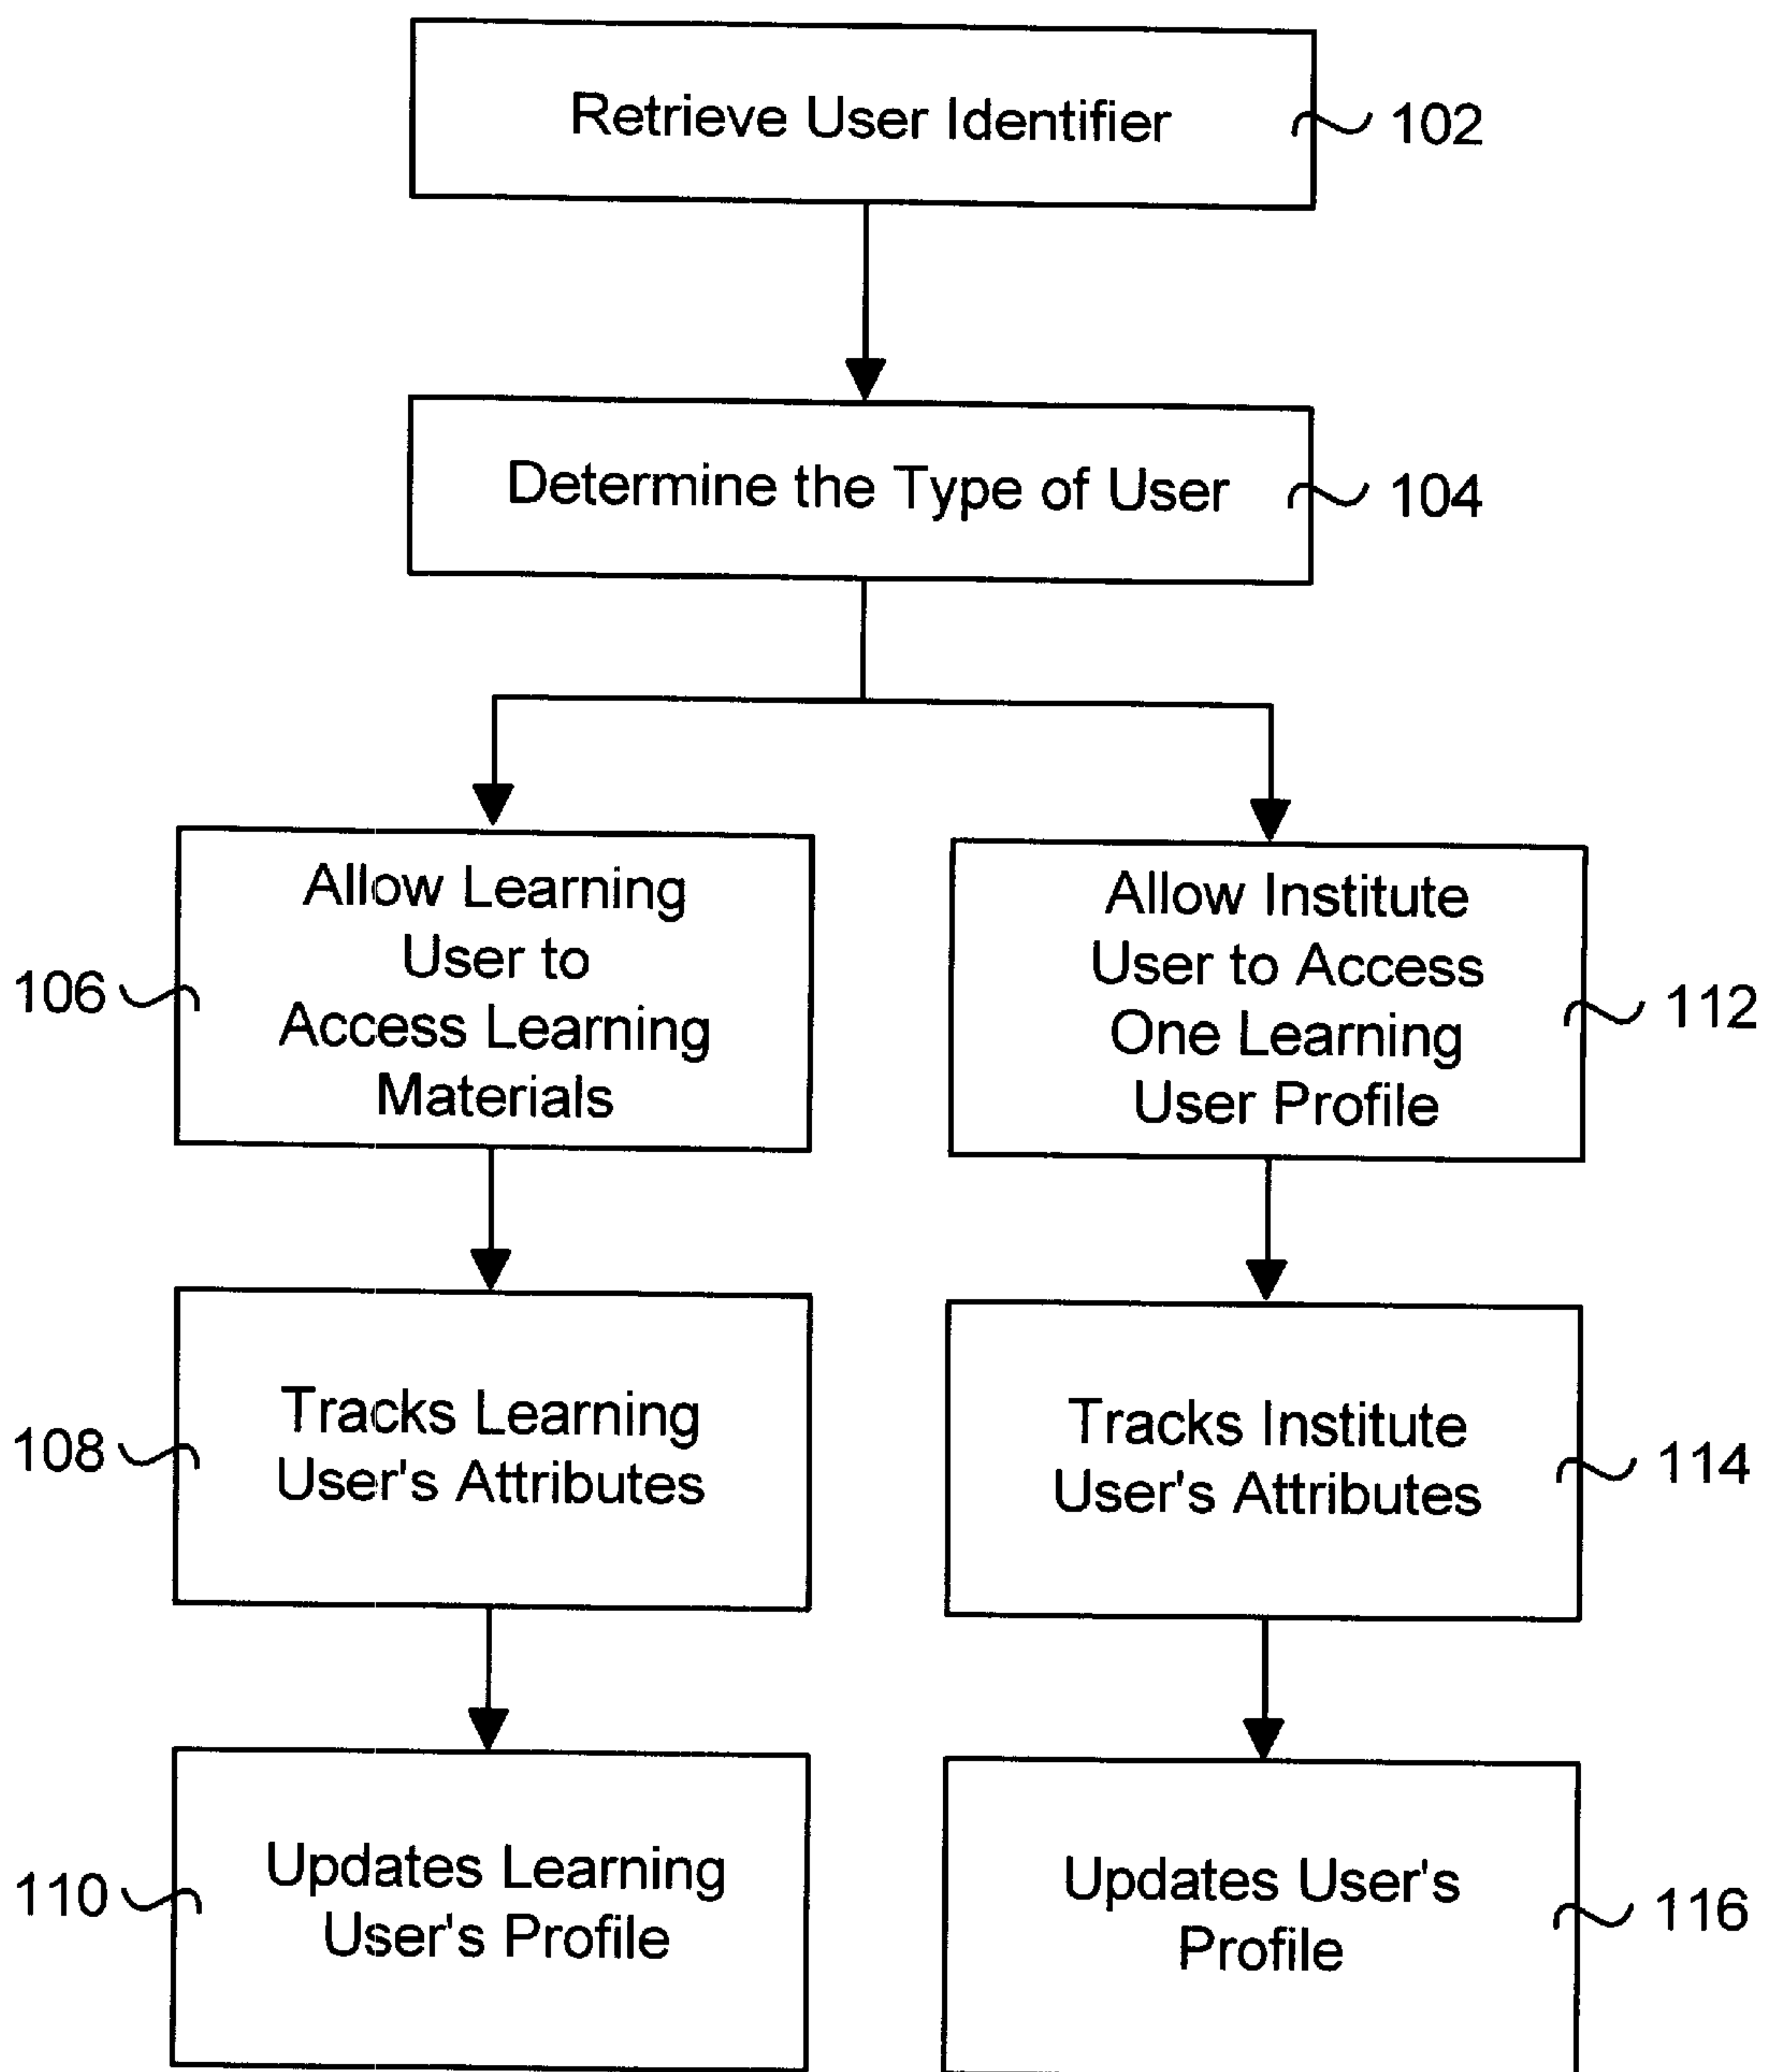 Retrieve User Identifier
102
Determine the Type of User
104
Allow Learning
User to
Access Learning
Materials
106
Allow Institute
User to Access
One Learning
User Profile
112
Tracks Learning
User's Attributes
108
Tracks Institute
User's Attributes
114
Updates Learning
User's Profile
110
Updates User's
Profile
116